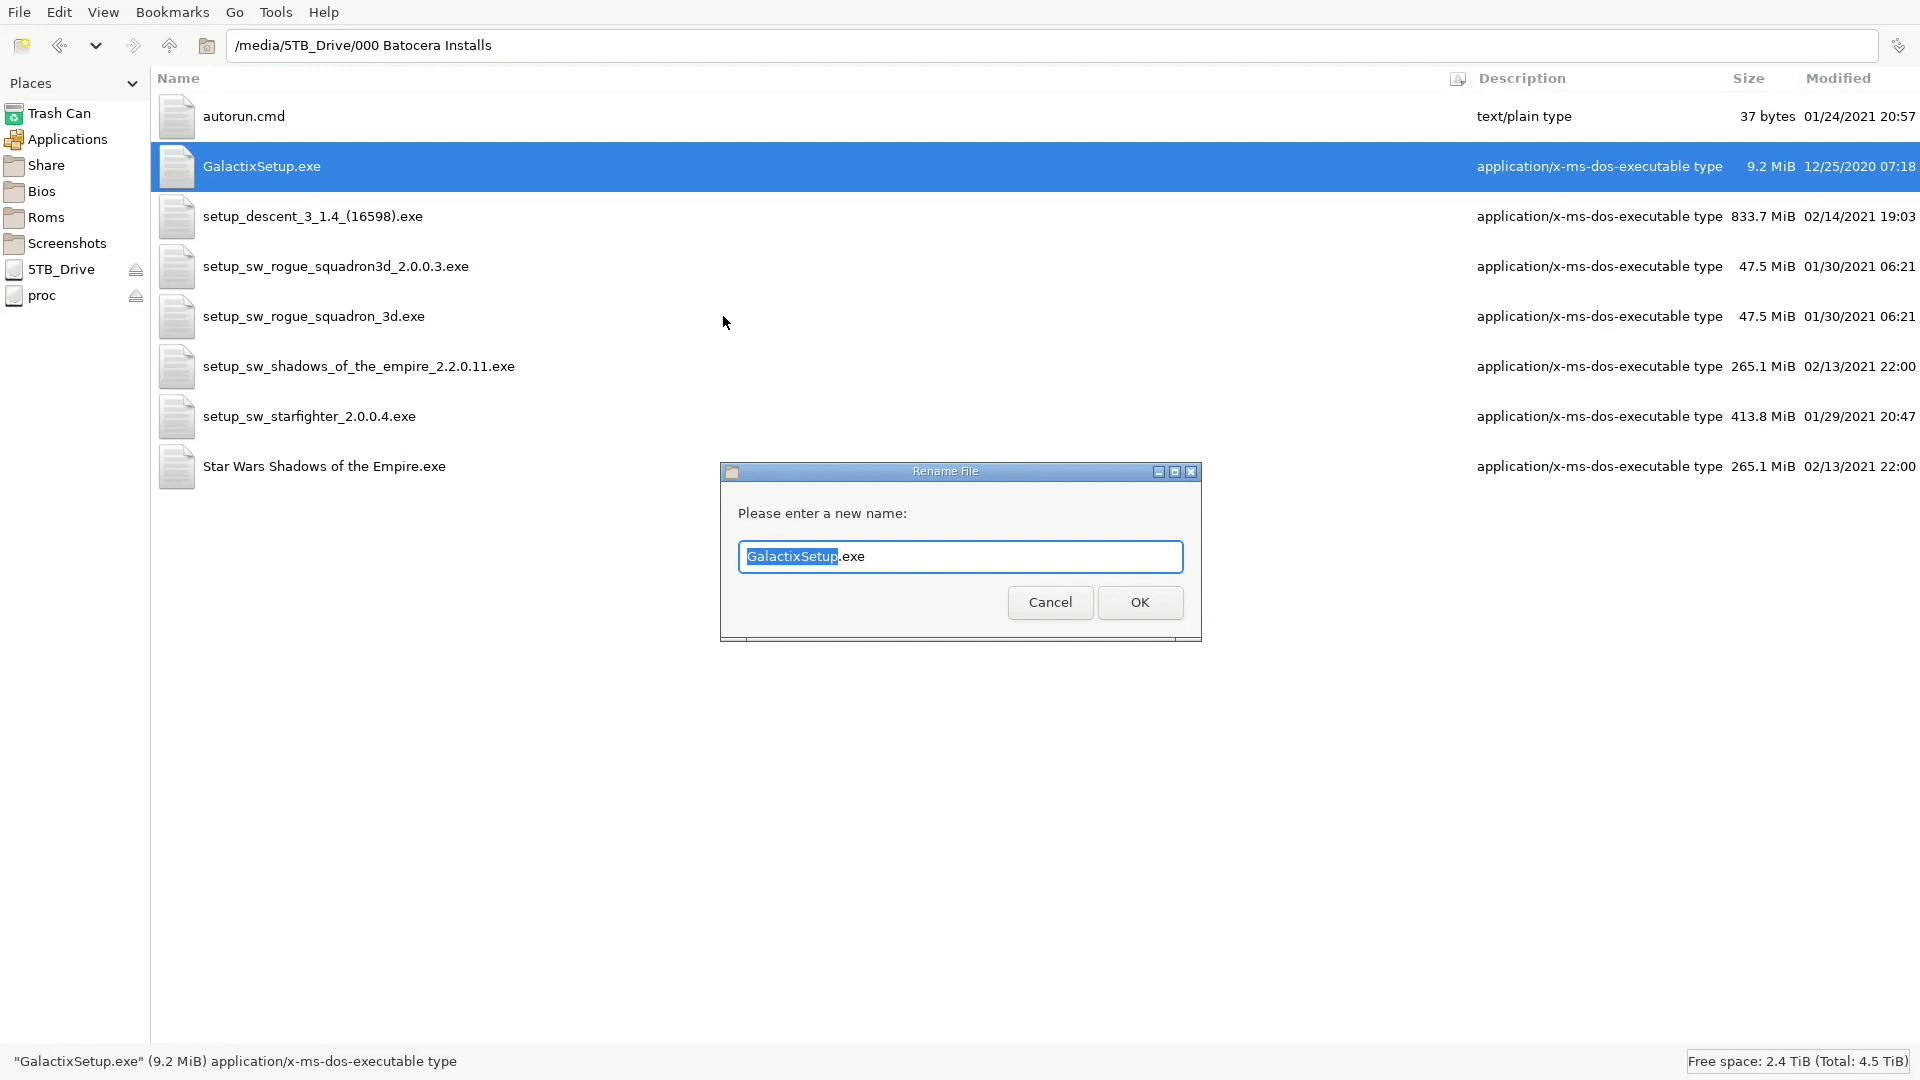 File Edit View Bookmarks Go Tools Help
/media/5TB_Drive/000 Batocera Installs
Places
Trash Can
Applications
Share
Bios
Roms
Screenshots
5TB_Drive
proc
Name Description Size Modified
autorun.cmd text/plain type 37 bytes 01/24/2021 20:57
GalactixSetup.exe application/x-ms-dos-executable type 9.2 MiB 12/25/2020 07:18
setup_descent_3_1.4_(16598).exe application/x-ms-dos-executable type 833.7 MiB 02/14/2021 19:03
setup_sw_rogue_squadron3d_2.0.0.3.exe application/x-ms-dos-executable type 47.5 MiB 01/30/2021 06:21
setup_sw_rogue_squadron_3d.exe application/x-ms-dos-executable type 47.5 MiB 01/30/2021 06:21
setup_sw_shadows_of_the_empire_2.2.0.11.exe application/x-ms-dos-executable type 265.1 MiB 02/13/2021 22:00
setup_sw_starfighter_2.0.0.4.exe application/x-ms-dos-executable type 413.8 MiB 01/29/2021 20:47
Star Wars Shadows of the Empire.exe application/x-ms-dos-executable type 265.1 MiB 02/13/2021 22:00
Rename File
Please enter a new name:
GalactixSetup.exe
Cancel OK
"GalactixSetup.exe" (9.2 MiB) application/x-ms-dos-executable type
Free space: 2.4 TiB (Total: 4.5 TiB)